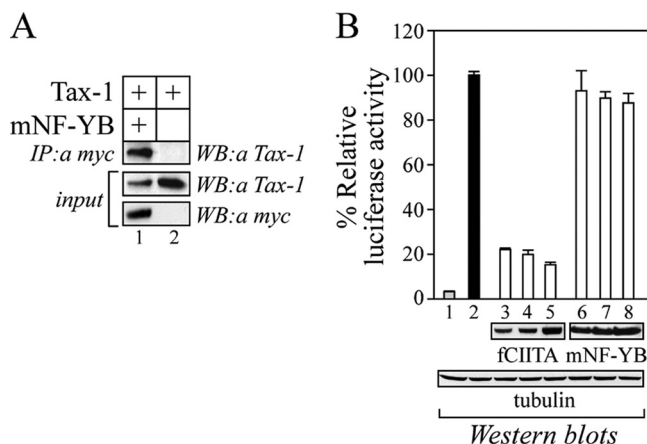 A
Tax-1 + +
mNF-YB +
IP:a myc WB:a Tax-1
input WB:a Tax-1
WB:a myc
1 2
B
% Relative
luciferase activity
120
100
80
60
40
20
0
1 2 3 4 5 6 7 8
fCIITA mNF-YB
tubulin
Western blots